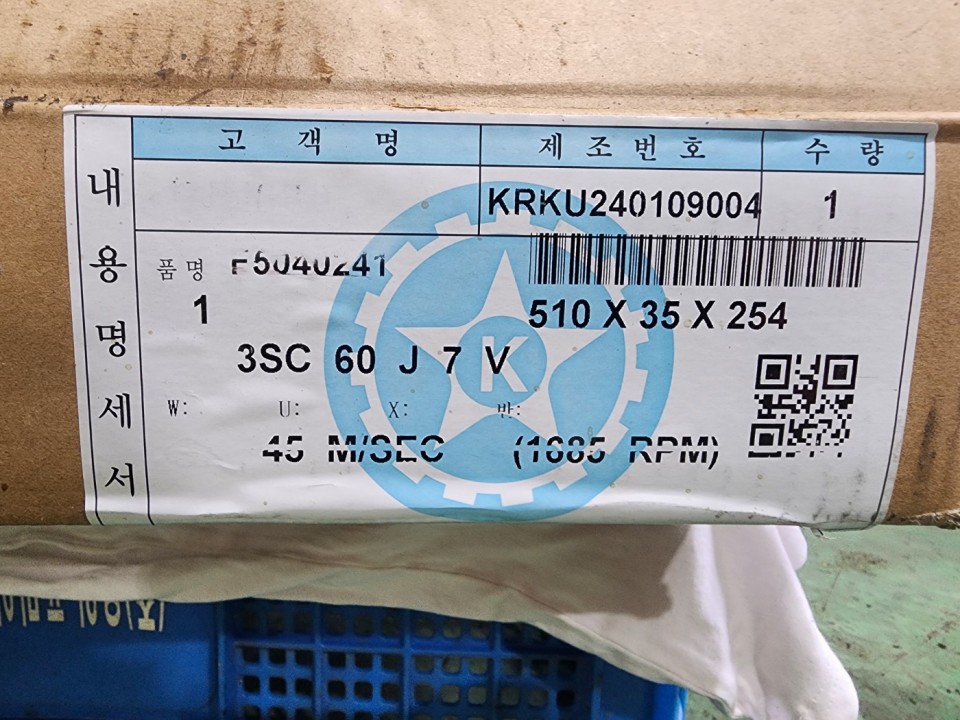 내용명세서
고객명 제조번호 수량
KRKU240109004 1
품명 F5040241
1 510 X 35 X 254
3SC 60 J 7 V
K
W: U: X: 반:
45 M/SEC (1685 RPM)